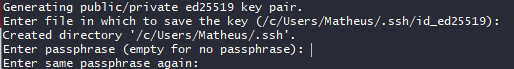 Generating public/private ed25519 key pair.
Enter file in which to save the key (/c/Users/Matheus/.ssh/id_ed25519):
Created directory '/c/Users/Matheus/.ssh'.
Enter passphrase (empty for no passphrase):
Enter same passphrase again: